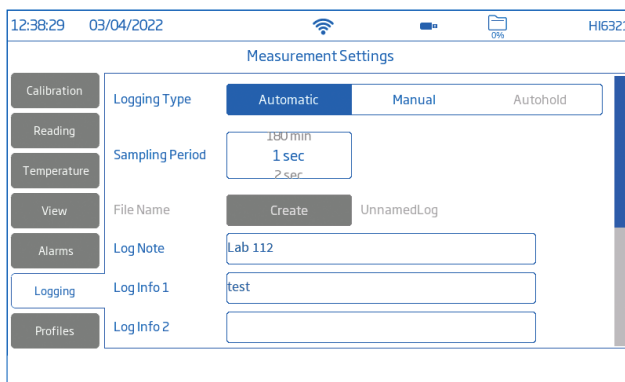 12:38:29 03/04/2022 0% HI6321
Measurement Settings
Calibration
Reading
Temperature
View
Alarms
Logging
Profiles
Logging Type Automatic Manual Autohold
180 min
Sampling Period 1 sec
2 sec
File Name Create UnnamedLog
Log Note Lab 112
Log Info 1 test
Log Info 2